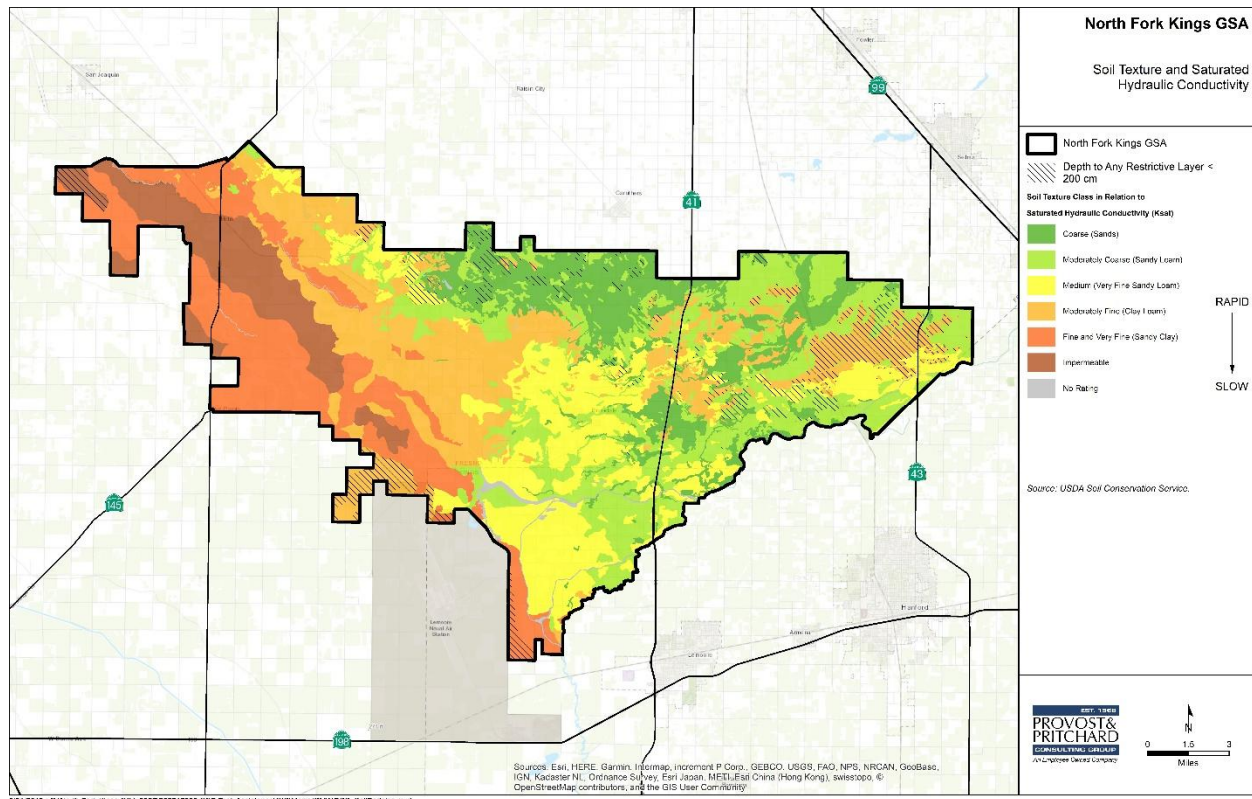 North Fork Kings GSA
Soil Texture and Saturated
Hydraulic Conductivity
North Fork Kings GSA
Depth to Any Restrictive Layer <
200 cm
Soil Texture Class in Relation to
Saturated Hydraulic Conductivity (Ksat)
Coarse (Sands)
Moderately Coarse (Sandy Loam)
Medium (Very Fine Sandy Loam)
Moderately Fine (Clay Loam)
Fine and Very Fine (Sandy Clay)
Impermeable
No Rating
RAPID
SLOW
Source: USDA Soil Conservation Service.
EST. 1968
PROVOST&
PRITCHARD
CONSULTING GROUP
An Employee Owned Company
N
0 1.5 3
Miles
San Joaquin
Raisin City
Fowler
99
Selma
Caruthers
41
43
145
Lemoore
Naval Air
Station
Hanford
Armona
Lemoore
198
Sources: Esri, HERE, Garmin, Intermap, increment P Corp., GEBCO, USGS, FAO, NPS, NRCAN, GeoBase,
IGN, Kadaster NL, Ordnance Survey, Esri Japan, METI, Esri China (Hong Kong), swisstopo, ©
OpenStreetMap contributors, and the GIS User Community